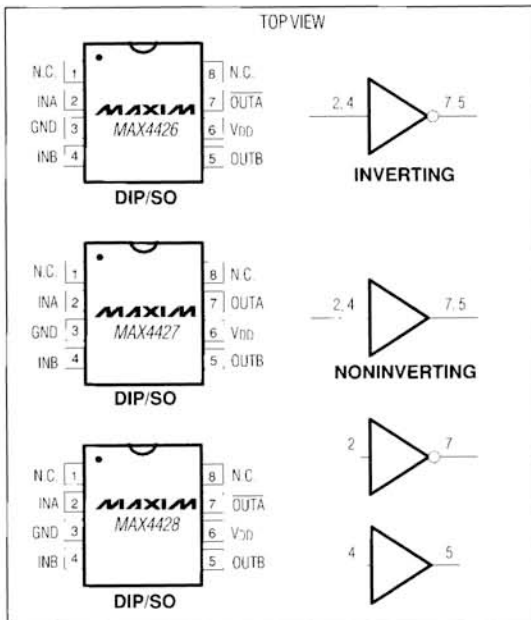 TOP VIEW
N.C. 1 8 N.C.
INA 2 7 O̅U̅T̅A̅
GND 3 6 VDD
INB 4 5 OUTB
MAXIM
MAX4426
DIP/SO
2,4 7,5
INVERTING
N.C. 1 8 N.C.
INA 2 7 OUTA
GND 3 6 VDD
INB 4 5 OUTB
MAXIM
MAX4427
DIP/SO
2,4 7,5
NONINVERTING
N.C. 1 8 N.C.
INA 2 7 O̅U̅T̅A̅
GND 3 6 VDD
INB 4 5 OUTB
MAXIM
MAX4428
DIP/SO
2 7
4 5